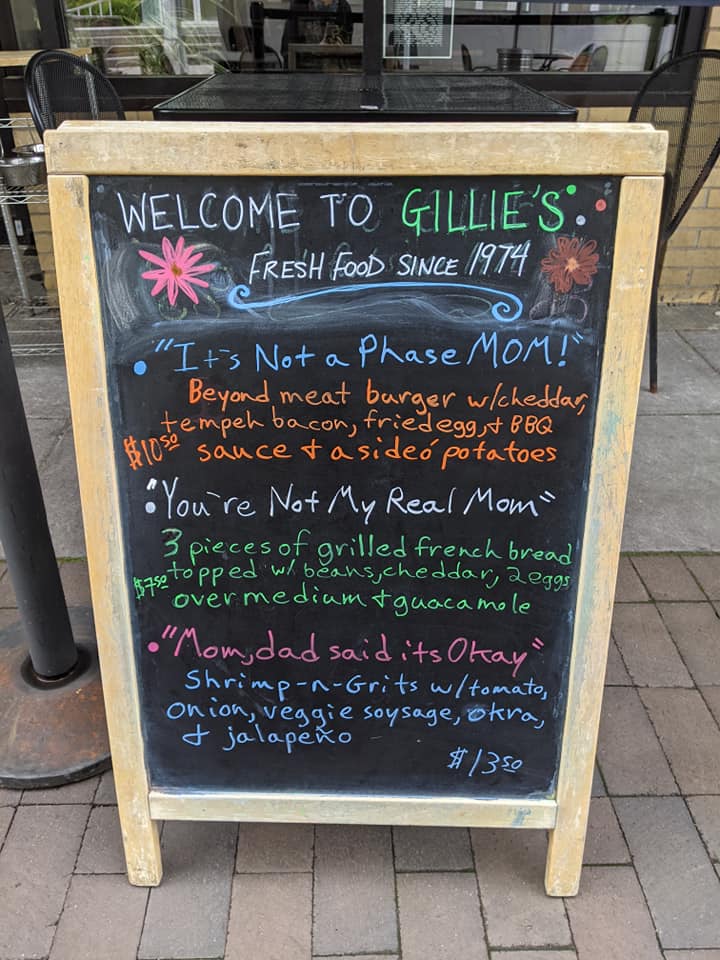 WELCOME TO GILLIE'S
FRESH FOOD SINCE 1974
• "It's Not a Phase MOM!"
Beyond meat burger w/cheddar,
tempeh bacon, fried egg, & BBQ
$10.50 sauce & a side ó potatoes
• "You're Not My Real Mom"
3 pieces of grilled french bread
$7.50 topped w/ beans, cheddar, 2 eggs
over medium & guacamole
• "Mom, dad said its Okay"
Shrimp-n-Grits w/tomato,
onion, veggie soysage, okra,
& jalapeño
$13.50